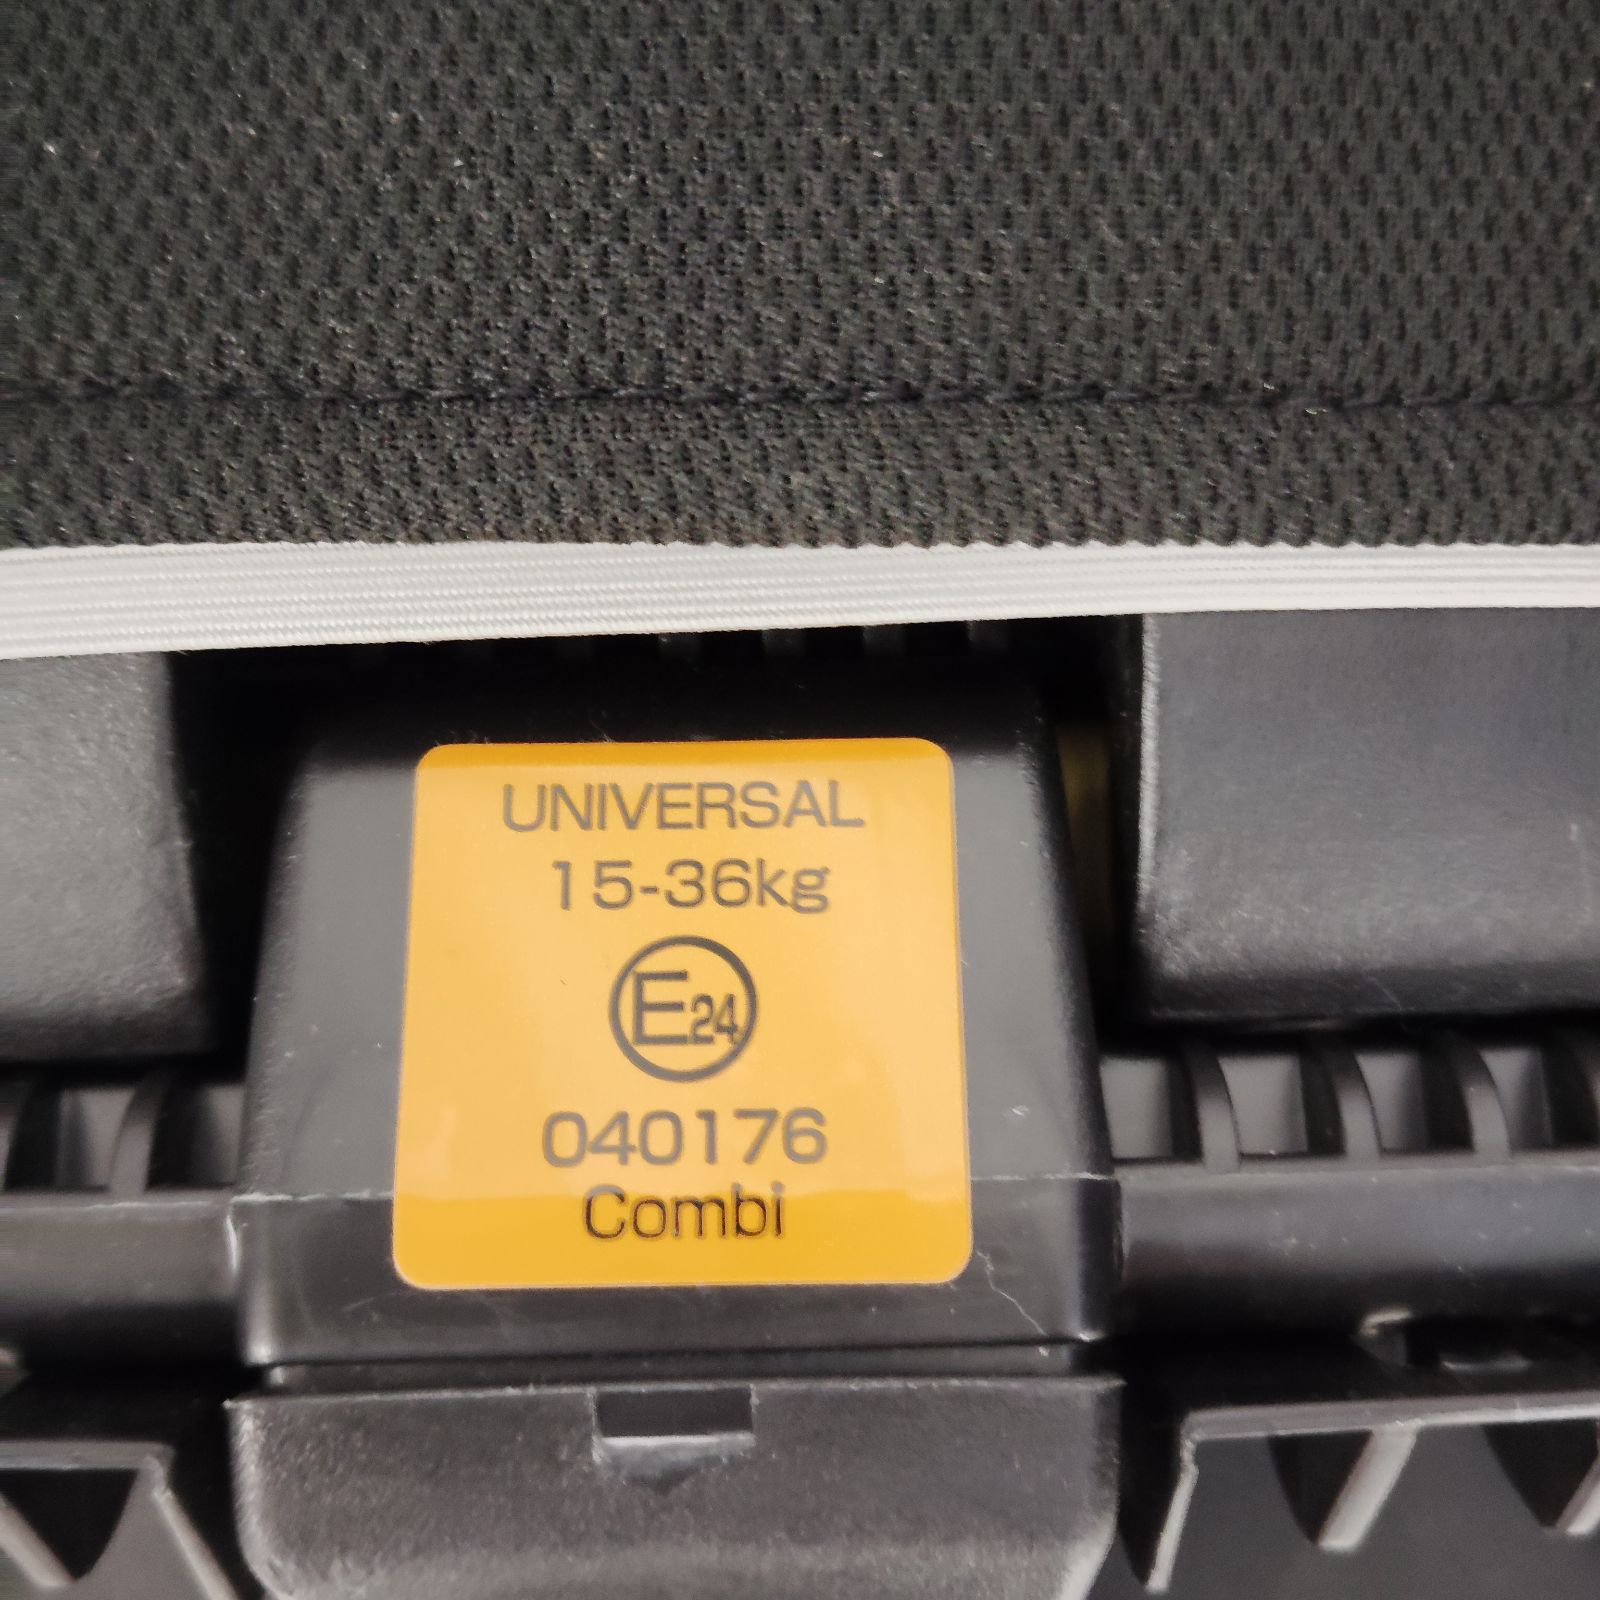 UNIVERSAL
15-36kg
E24
040176
Combi